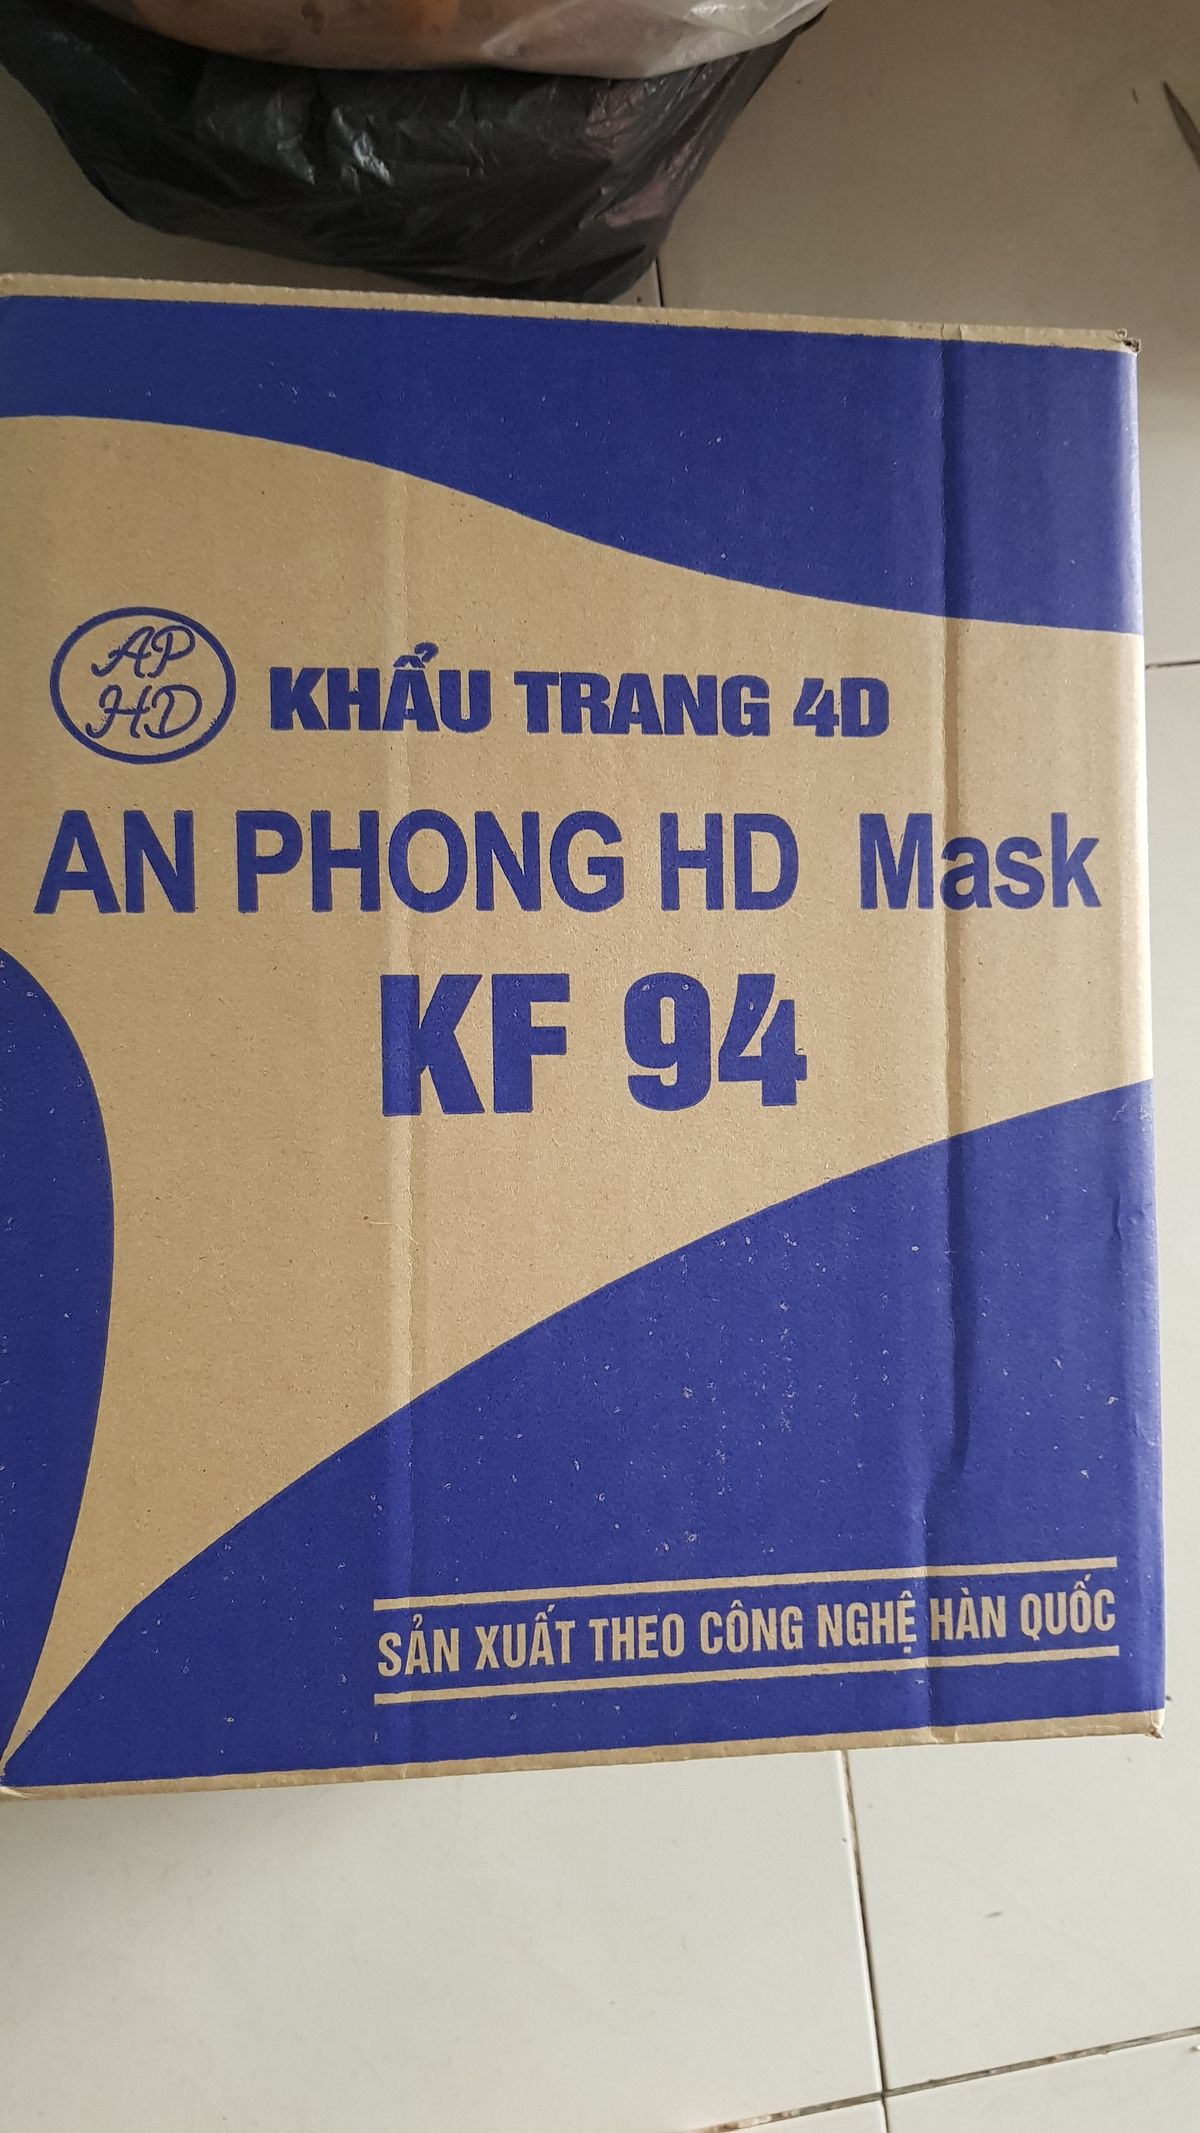 AP
HD
KHẨU TRANG 4D
AN PHONG HD Mask
KF 94
SẢN XUẤT THEO CÔNG NGHỆ HÀN QUỐC